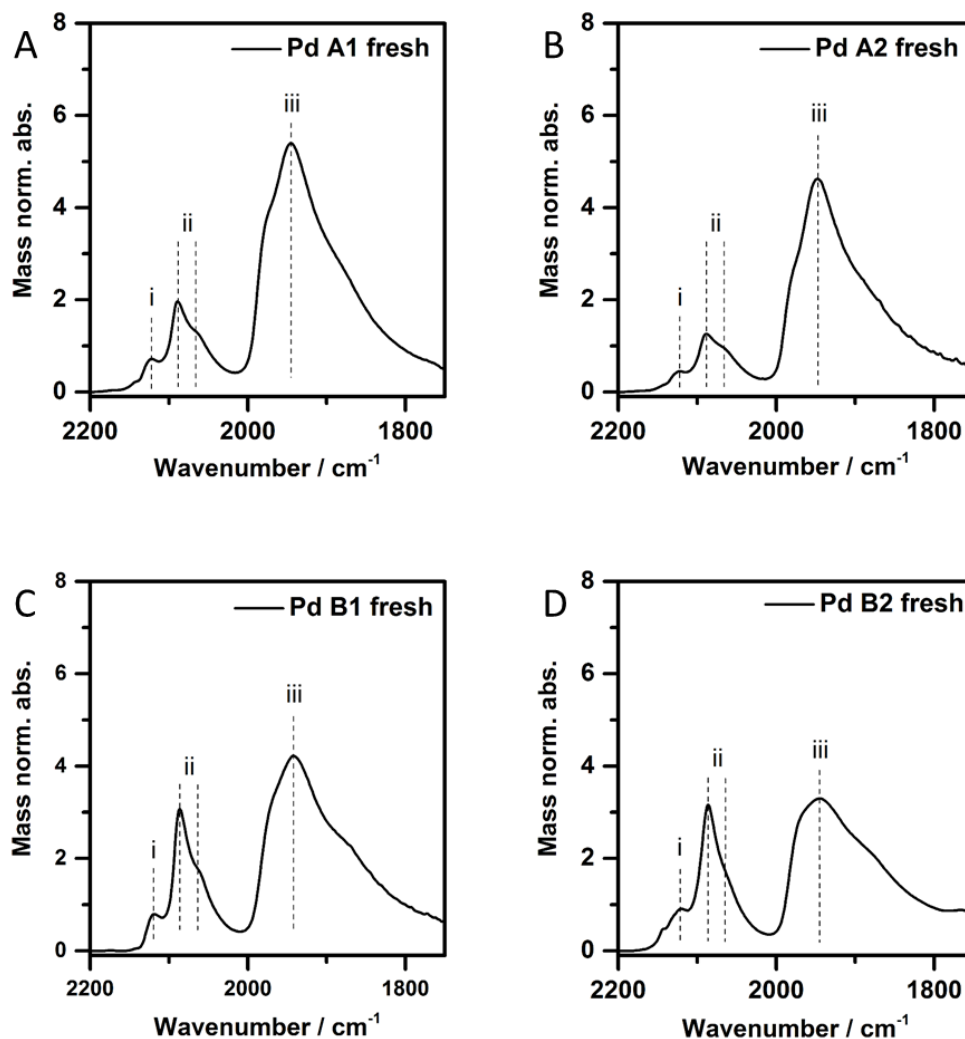 A
Pd A1 fresh
Mass norm. abs.
8
6
4
2
0
i
ii
iii
2200
2000
1800
Wavenumber / cm⁻¹
B
Pd A2 fresh
Mass norm. abs.
8
6
4
2
0
i
ii
iii
2200
2000
1800
Wavenumber / cm⁻¹
C
Pd B1 fresh
Mass norm. abs.
8
6
4
2
0
i
ii
iii
2200
2000
1800
Wavenumber / cm⁻¹
D
Pd B2 fresh
Mass norm. abs.
8
6
4
2
0
i
ii
iii
2200
2000
1800
Wavenumber / cm⁻¹